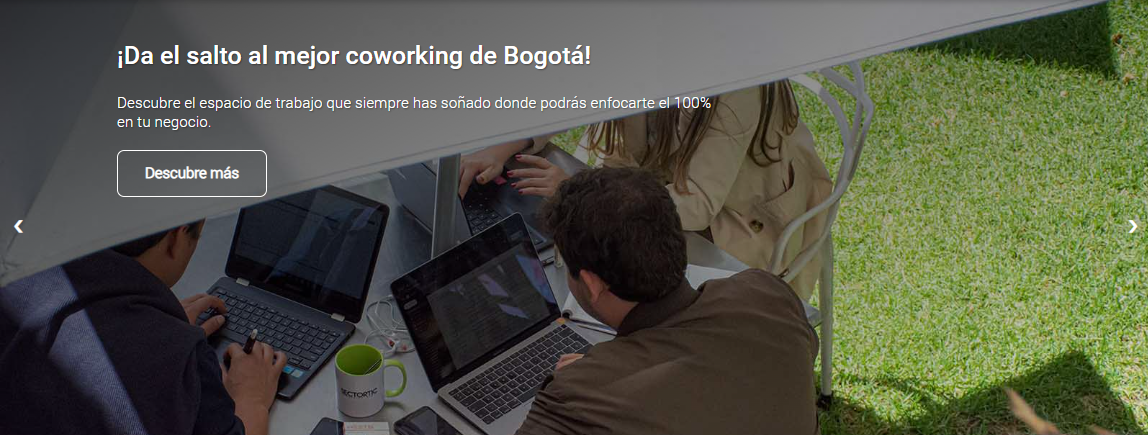 ¡Da el salto al mejor coworking de Bogotá!
Descubre el espacio de trabajo que siempre has soñado donde podrás enfocarte el 100%
en tu negocio.
Descubre más
SECTORTIC